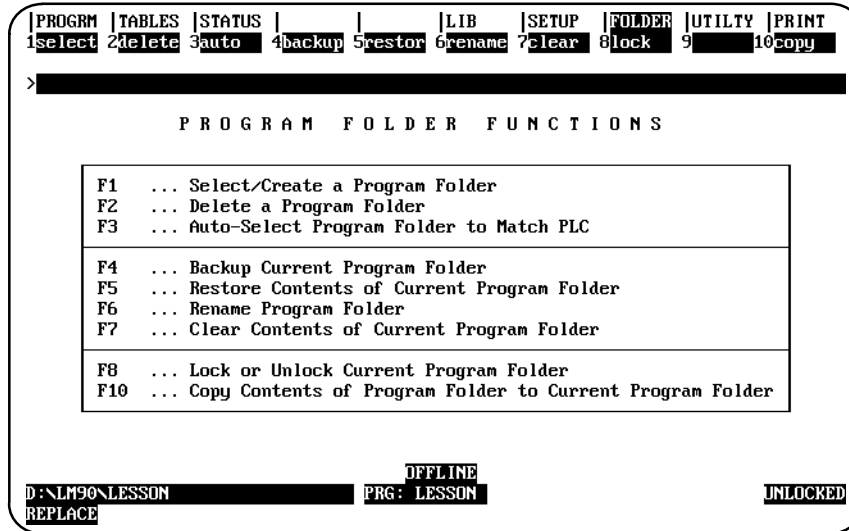 |PROGRM |TABLES |STATUS | | |LIB |SETUP |FOLDER |UTILTY |PRINT
1select 2delete 3auto 4backup 5restor 6rename 7clear 8lock 9 10copy
>
P R O G R A M F O L D E R F U N C T I O N S
F1 ... Select/Create a Program Folder
F2 ... Delete a Program Folder
F3 ... Auto-Select Program Folder to Match PLC
F4 ... Backup Current Program Folder
F5 ... Restore Contents of Current Program Folder
F6 ... Rename Program Folder
F7 ... Clear Contents of Current Program Folder
F8 ... Lock or Unlock Current Program Folder
F10 ... Copy Contents of Program Folder to Current Program Folder
OFFLINE
D:\LM90\LESSON PRG: LESSON UNLOCKED
REPLACE